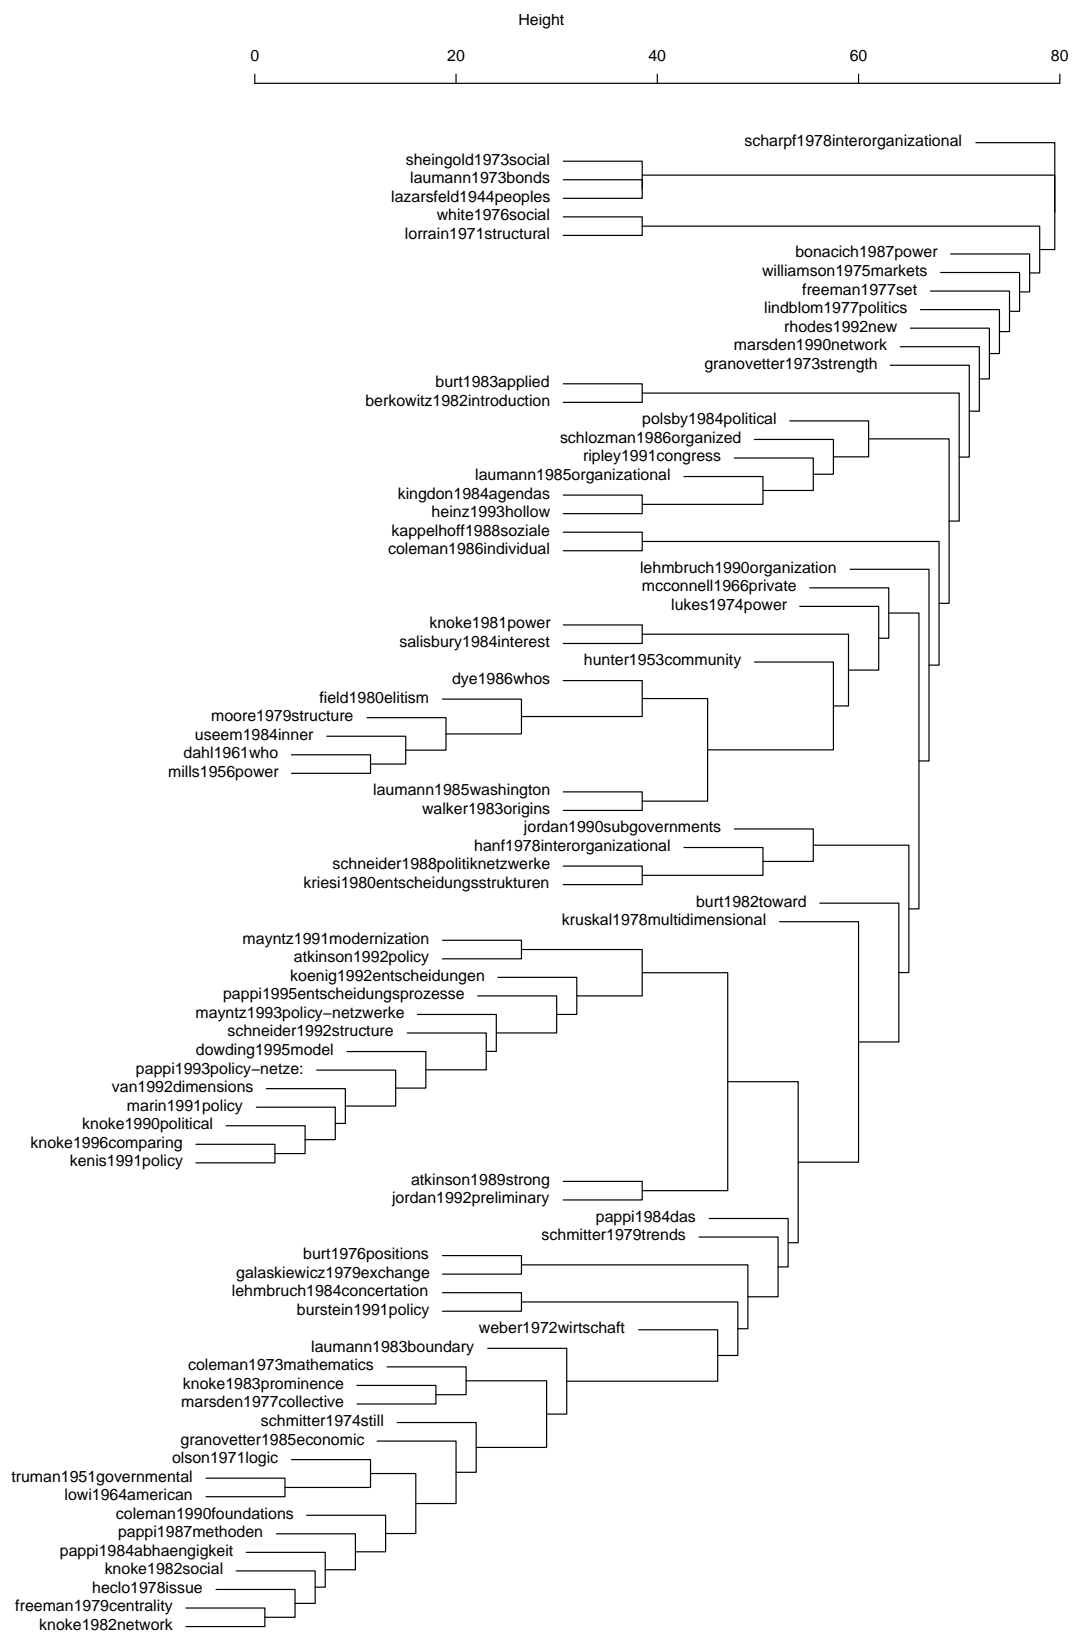 Height
0 20 40 60 80
scharpf1978interorganizational
sheingold1973social
laumann1973bonds
lazarsfeld1944peoples
white1976social
lorrain1971structural
bonacich1987power
williamson1975markets
freeman1977set
lindblom1977politics
rhodes1992new
marsden1990network
granovetter1973strength
burt1983applied
berkowitz1982introduction
polsby1984political
schlozman1986organized
ripley1991congress
laumann1985organizational
kingdon1984agendas
heinz1993hollow
kappelhoff1988soziale
coleman1986individual
lehmbruch1990organization
mcconnell1966private
lukes1974power
knoke1981power
salisbury1984interest
hunter1953community
dye1986whos
field1980elitism
moore1979structure
useem1984inner
dahl1961who
mills1956power
laumann1985washington
walker1983origins
jordan1990subgovernments
hanf1978interorganizational
schneider1988politiknetzwerke
kriesi1980entscheidungsstrukturen
burt1982toward
kruskal1978multidimensional
mayntz1991modernization
atkinson1992policy
koenig1992entscheidungen
pappi1995entscheidungsprozesse
mayntz1993policy−netzwerke
schneider1992structure
dowding1995model
pappi1993policy−netze:
van1992dimensions
marin1991policy
knoke1990political
knoke1996comparing
kenis1991policy
atkinson1989strong
jordan1992preliminary
pappi1984das
schmitter1979trends
burt1976positions
galaskiewicz1979exchange
lehmbruch1984concertation
burstein1991policy
weber1972wirtschaft
laumann1983boundary
coleman1973mathematics
knoke1983prominence
marsden1977collective
schmitter1974still
granovetter1985economic
olson1971logic
truman1951governmental
lowi1964american
coleman1990foundations
pappi1987methoden
pappi1984abhaengigkeit
knoke1982social
heclo1978issue
freeman1979centrality
knoke1982network